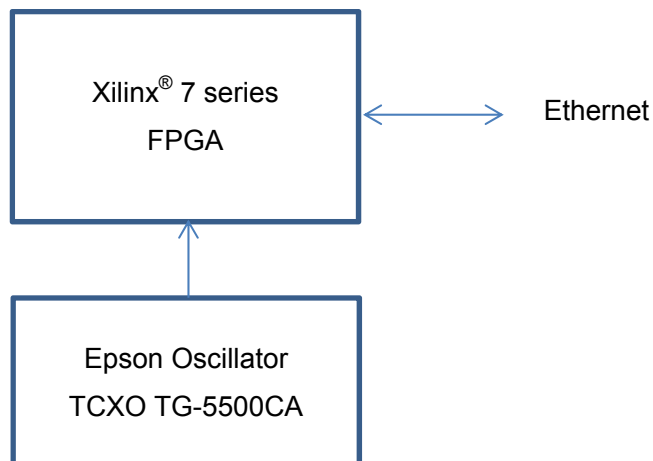 Xilinx® 7 series
FPGA
Ethernet
Epson Oscillator
TCXO TG-5500CA